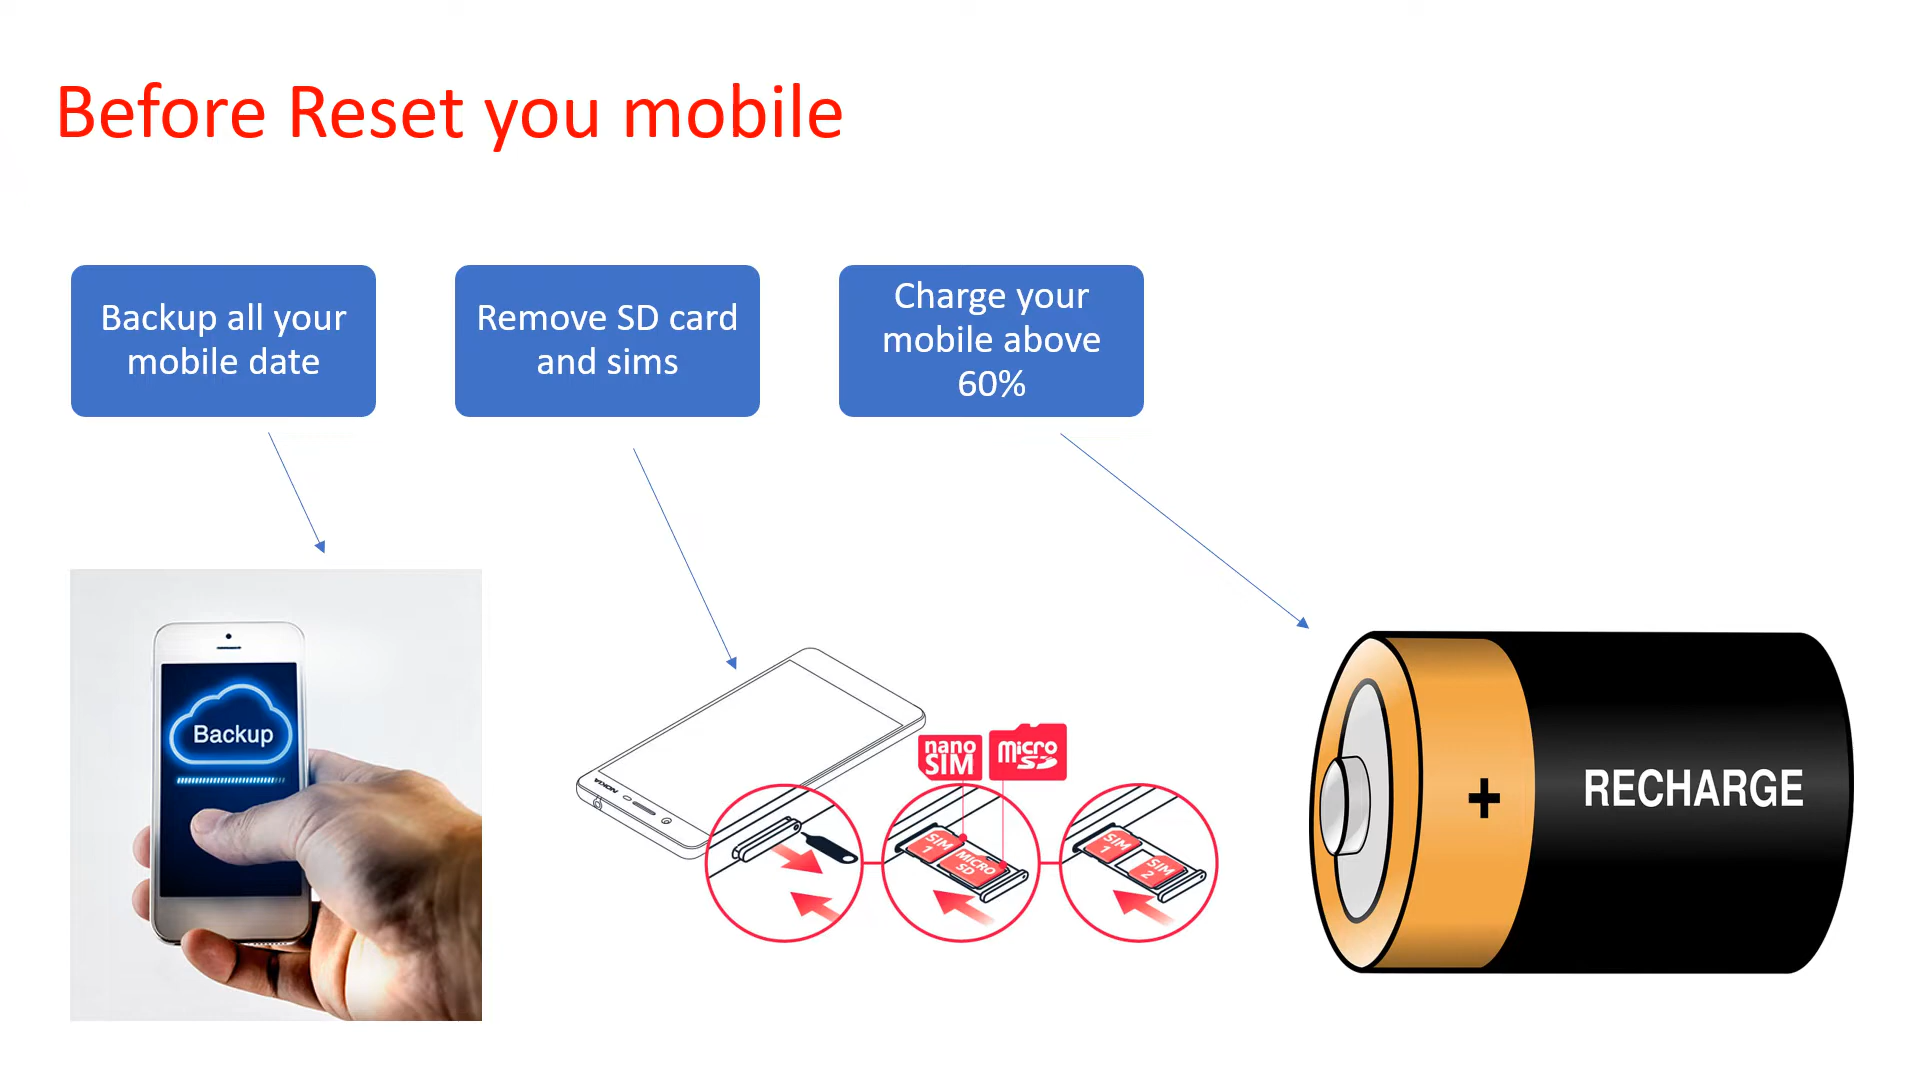 Before Reset you mobile
Backup all your
mobile date
Remove SD card
and sims
Charge your
mobile above
60%
Backup
NOKIA
nano
SIM
micro
SD
SIM
1
MICRO
SD
SIM
1
SIM
2
+
RECHARGE